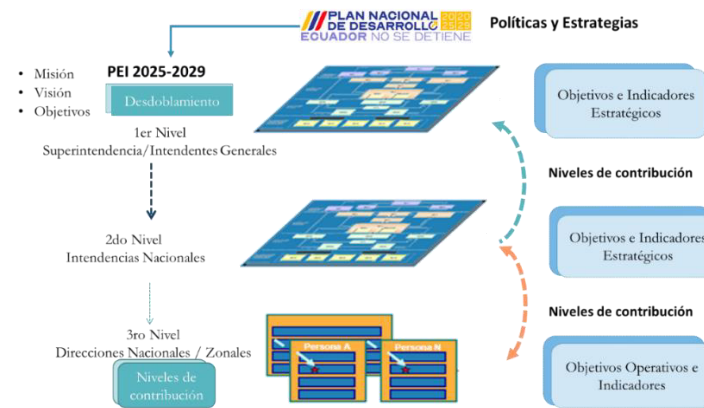 PLAN NACIONAL
DE DESARROLLO
ECUADOR NO SE DETIENE
Políticas y Estrategias
• Misión
• Visión
• Objetivos
PEI 2025-2029
Desdoblamiento
1er Nivel
Superintendencia/Intendentes Generales
Objetivos e Indicadores
Estratégicos
Niveles de contribución
2do Nivel
Intendencias Nacionales
Objetivos e Indicadores
Estratégicos
Niveles de contribución
3ro Nivel
Direcciones Nacionales / Zonales
Niveles de
contribución
Persona A
Persona N
Objetivos Operativos e
Indicadores